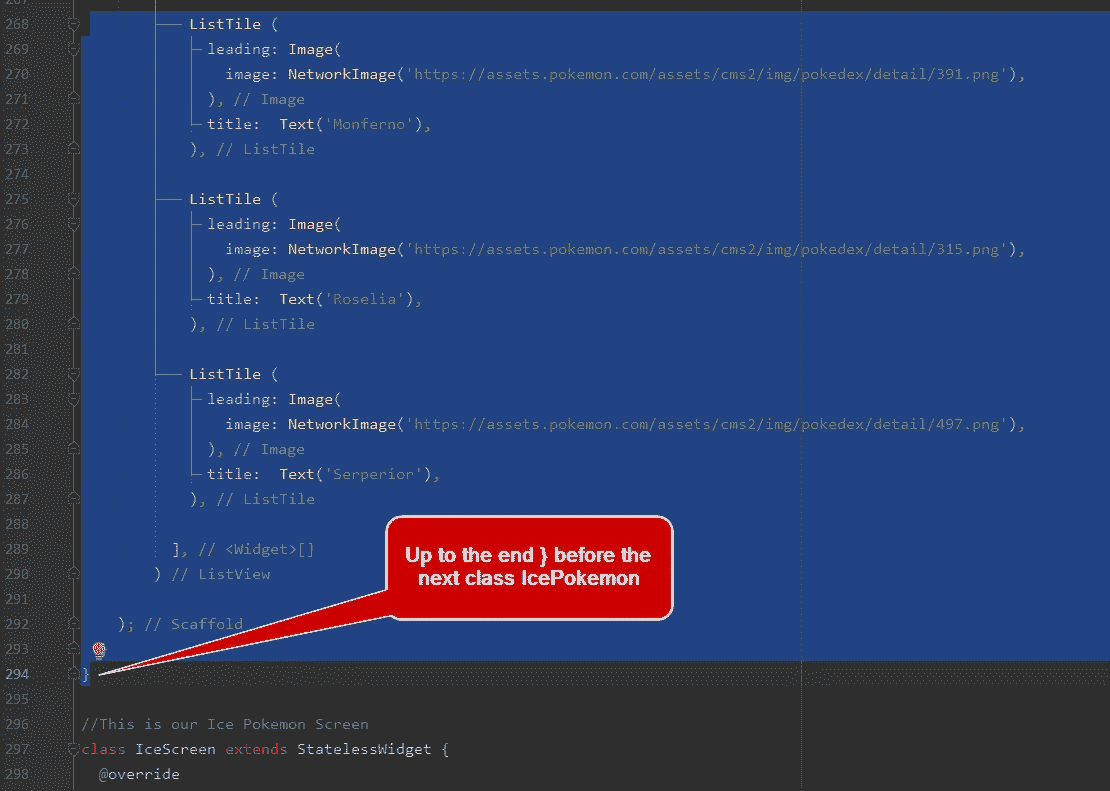 267
268 ListTile (
269 leading: Image(
270 image: NetworkImage('https://assets.pokemon.com/assets/cms2/img/pokedex/detail/391.png'),
271 ), // Image
272 title:  Text('Monferno'),
273 ), // ListTile
274
275 ListTile (
276 leading: Image(
277 image: NetworkImage('https://assets.pokemon.com/assets/cms2/img/pokedex/detail/315.png'),
278 ), // Image
279 title:  Text('Roselia'),
280 ), // ListTile
281
282 ListTile (
283 leading: Image(
284 image: NetworkImage('https://assets.pokemon.com/assets/cms2/img/pokedex/detail/497.png'),
285 ), // Image
286 title:  Text('Serperior'),
287 ), // ListTile
288
289 ], // <Widget>[]
290 ) // ListView
291
292 ); // Scaffold
293
294 }
295
296 //This is our Ice Pokemon Screen
297 class IceScreen extends StatelessWidget {
298 @override
Up to the end } before the
next class IcePokemon